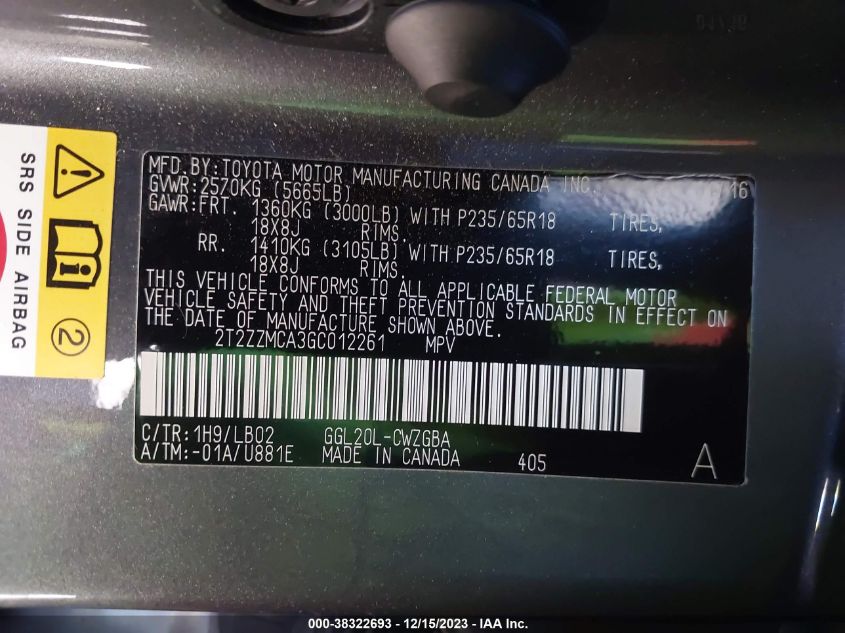 SRS SIDE AIRBAG
2
MFD.BY:TOYOTA MOTOR MANUFACTURING CANADA INC. /16
GVWR:2570KG (5665LB)
GAWR:FRT. 1360KG (3000LB) WITH P235/65R18 TIRES,
18X8J RIMS.
RR. 1410KG (3105LB) WITH P235/65R18 TIRES,
18X8J RIMS.
THIS VEHICLE CONFORMS TO ALL APPLICABLE FEDERAL MOTOR
VEHICLE SAFETY AND THEFT PREVENTION STANDARDS IN EFFECT ON
THE DATE OF MANUFACTURE SHOWN ABOVE.
2T2ZZMCA3GC012261 MPV
C/TR:1H9/LB02 GGL20L-CWZGBA
A/TM:-01A/U881E MADE IN CANADA 405
A
000-38322693 - 12/15/2023 - IAA Inc.